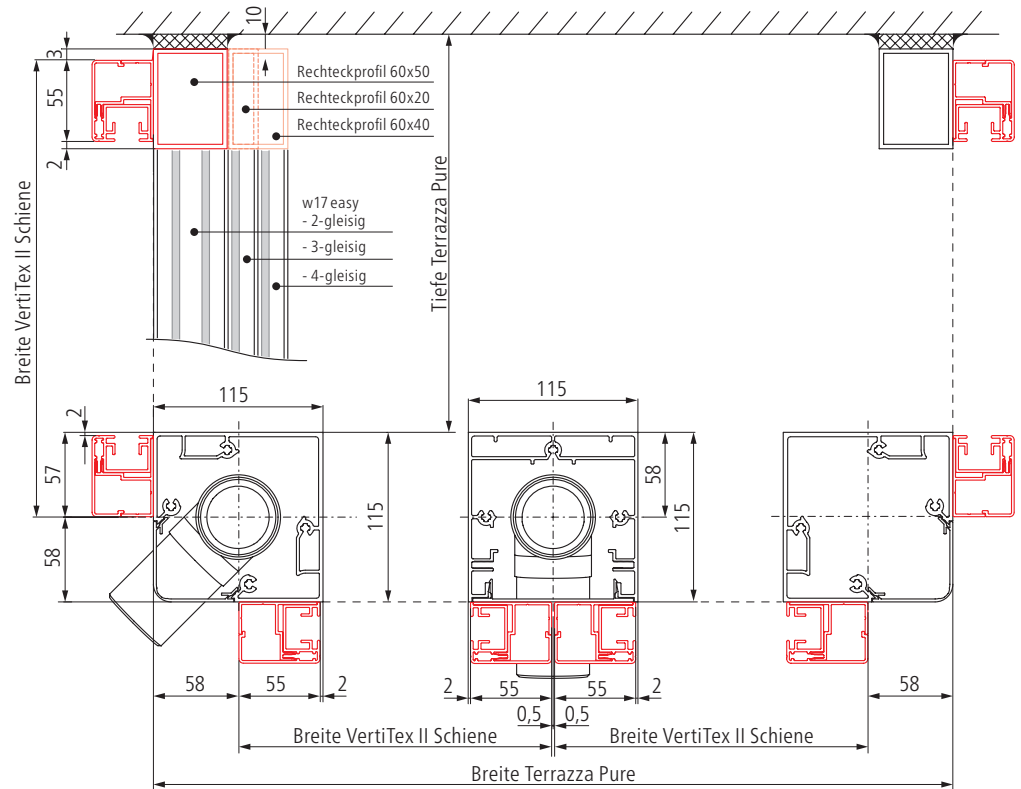 10
3
Rechteckprofil 60x50
55
Rechteckprofil 60x20
Rechteckprofil 60x40
2
w17 easy
- 2-gleisig
- 3-gleisig
- 4-gleisig
Breite VertiTex II Schiene
Tiefe Terrazza Pure
115
115
2
57
58
115
115
58
58
55
2
2
55
55
2
58
0,5
0,5
Breite VertiTex II Schiene
Breite VertiTex II Schiene
Breite Terrazza Pure